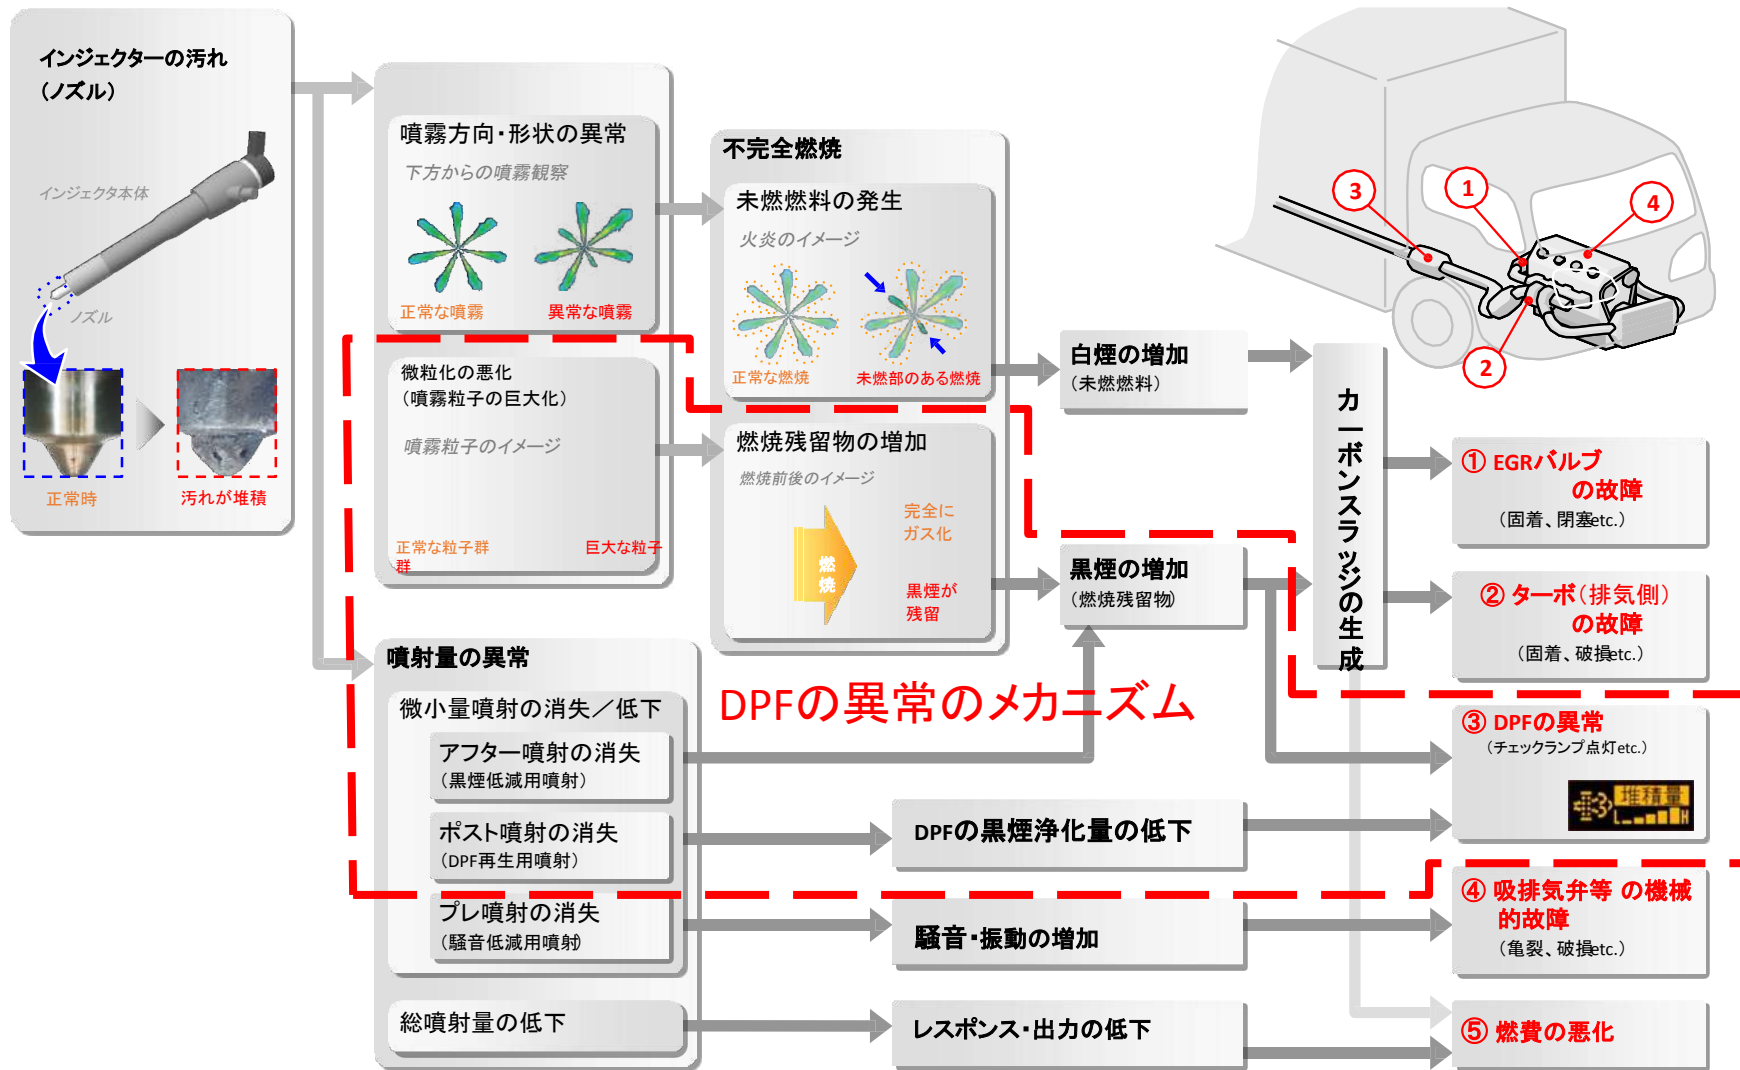 インジェクターの汚れ
(ノズル)
インジェクタ本体
ノズル
正常時
汚れが堆積
噴霧方向・形状の異常
下方からの噴霧観察
正常な噴霧
異常な噴霧
微粒化の悪化
(噴霧粒子の巨大化)
噴霧粒子のイメージ
正常な粒子群
巨大な粒子
群
不完全燃焼
未燃燃料の発生
火炎のイメージ
正常な燃焼
未燃部のある燃焼
燃焼残留物の増加
燃焼前後のイメージ
燃焼
完全に
ガス化
黒煙が
残留
白煙の増加
(未燃燃料)
黒煙の増加
(燃焼残留物)
カーボンスラッジの生成
噴射量の異常
微小量噴射の消失/低下
アフター噴射の消失
(黒煙低減用噴射)
ポスト噴射の消失
(DPF再生用噴射)
プレ噴射の消失
(騒音低減用噴射)
総噴射量の低下
DPFの異常のメカニズム
DPFの黒煙浄化量の低下
騒音・振動の増加
レスポンス・出力の低下
1
2
3
4
① EGRバルブ
の故障
(固着、閉塞etc.)
② ターボ(排気側)
の故障
(固着、破損etc.)
③ DPFの異常
(チェックランプ点灯etc.)
堆積量
L H
④ 吸排気弁等 の機械
的故障
(亀裂、破損etc.)
⑤ 燃費の悪化